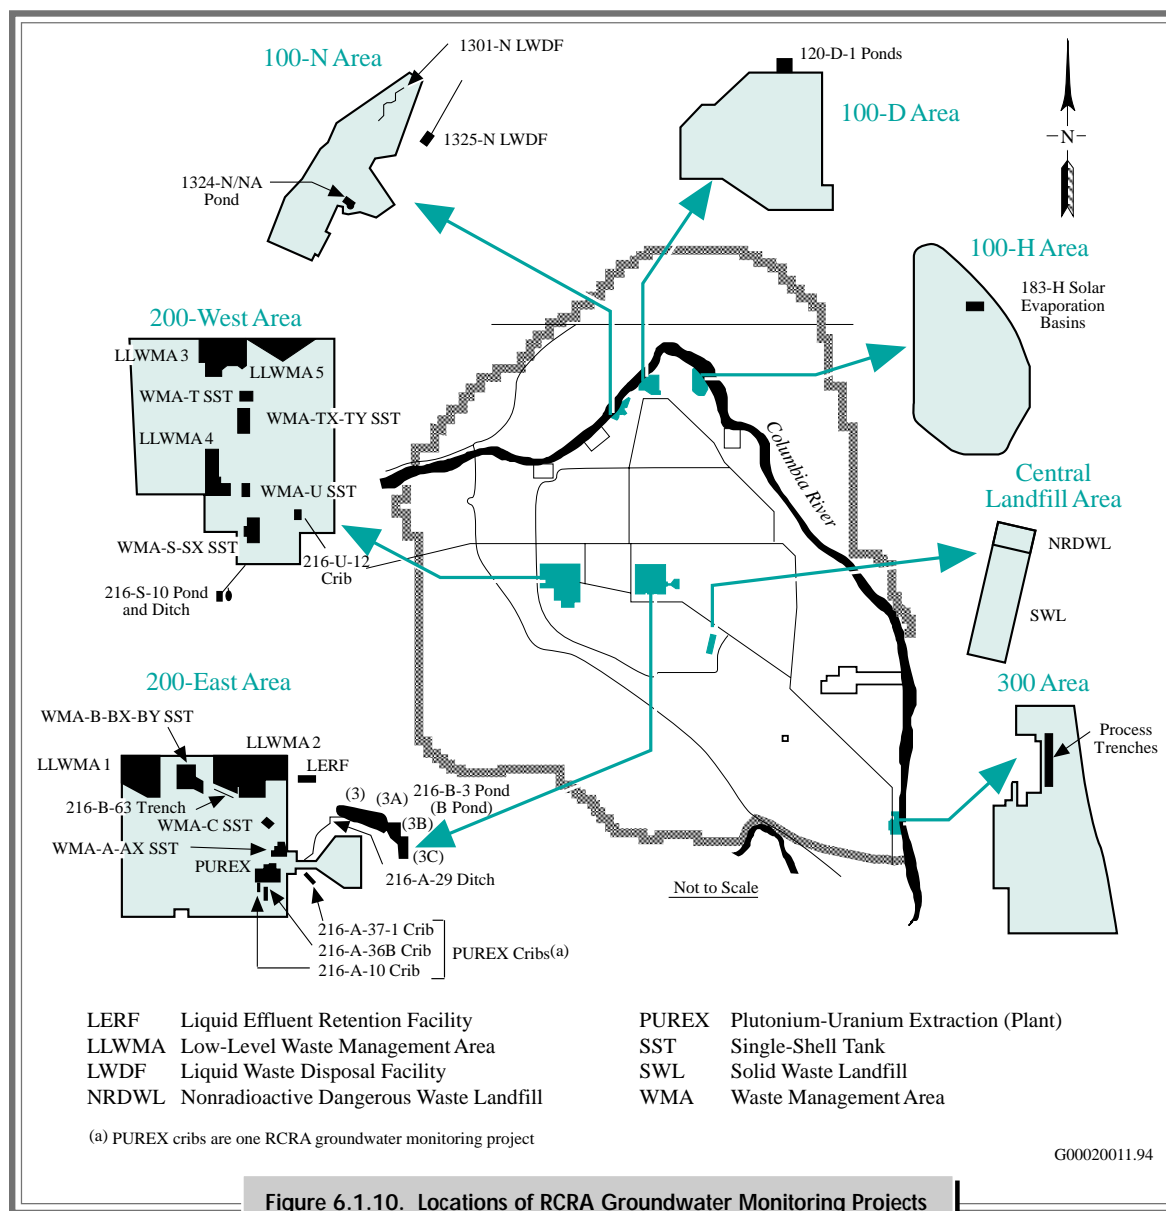 100-N Area
1301-N LWDF
1325-N LWDF
1324-N/NA
Pond
120-D-1 Ponds
100-D Area
N
100-H Area
183-H Solar
Evaporation
Basins
200-West Area
LLWMA 3
LLWMA 5
WMA-T SST
WMA-TX-TY SST
LLWMA 4
WMA-U SST
WMA-S-SX SST
216-U-12
Crib
216-S-10 Pond
and Ditch
Columbia River
Central
Landfill Area
NRDWL
SWL
200-East Area
WMA-B-BX-BY SST
LLWMA 2
LLWMA 1
LERF
216-B-63 Trench
WMA-C SST
WMA-A-AX SST
PUREX
(3)
(3A)
(3B)
(3C)
216-B-3 Pond
(B Pond)
216-A-29 Ditch
216-A-37-1 Crib
216-A-36B Crib
216-A-10 Crib
PUREX Cribs(a)
Not to Scale
300 Area
Process
Trenches
LERF Liquid Effluent Retention Facility
LLWMA Low-Level Waste Management Area
LWDF Liquid Waste Disposal Facility
NRDWL Nonradioactive Dangerous Waste Landfill
PUREX Plutonium-Uranium Extraction (Plant)
SST Single-Shell Tank
SWL Solid Waste Landfill
WMA Waste Management Area
(a) PUREX cribs are one RCRA groundwater monitoring project
G00020011.94
Figure 6.1.10. Locations of RCRA Groundwater Monitoring Projects